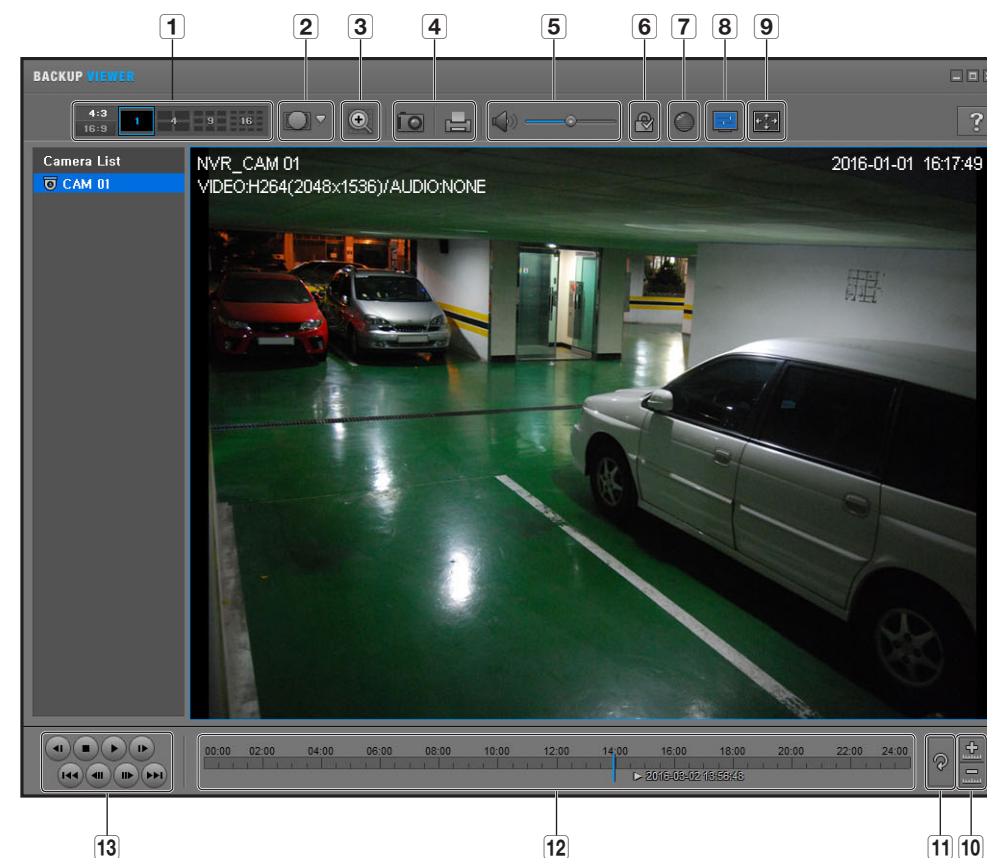 1 2 3 4 5 6 7 8 9
BACKUP VIEWER
4:3
16:9
1 4 9 16
?
Camera List
CAM 01
NVR_CAM 01
2016-01-01 16:17:49
VIDEO:H264(2048x1536)/AUDIO:NONE
00:00 02:00 04:00 06:00 08:00 10:00 12:00 14:00 16:00 18:00 20:00 22:00 24:00
2016-03-02 13:56:48
13 12 11 10